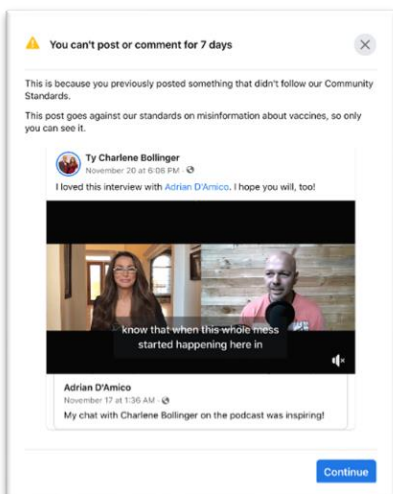 You can't post or comment for 7 days
This is because you previously posted something that didn't follow our Community
Standards.
This post goes against our standards on misinformation about vaccines, so only
you can see it.
Ty Charlene Bollinger
November 20 at 6:06 PM ·
I loved this interview with Adrian D'Amico. I hope you will, too!
know that when this whole mess
started happening here in
Adrian D'Amico
November 17 at 1:36 AM ·
My chat with Charlene Bollinger on the podcast was inspiring!
Continue